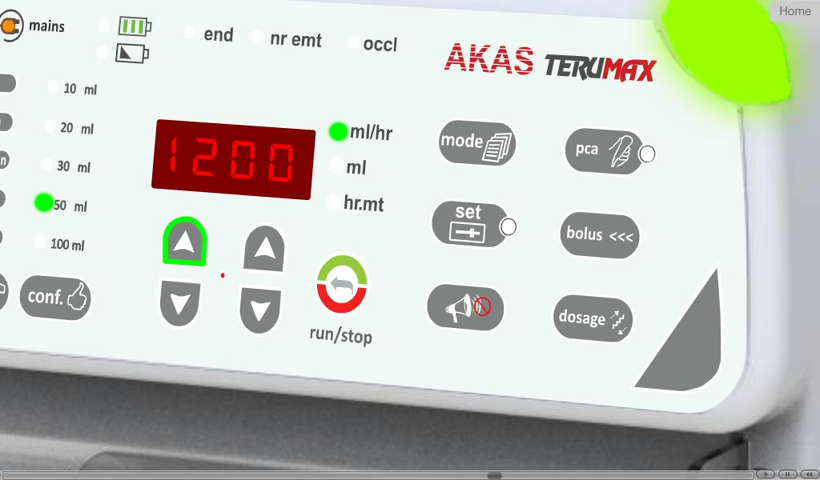 Home
mains
end
nr emt
occl
AKAS TERUMAX
10 ml
20 ml
30 ml
50 ml
100 ml
1200
ml/hr
ml
hr.mt
mode
pca
set
bolus <<<
conf.
run/stop
dosage